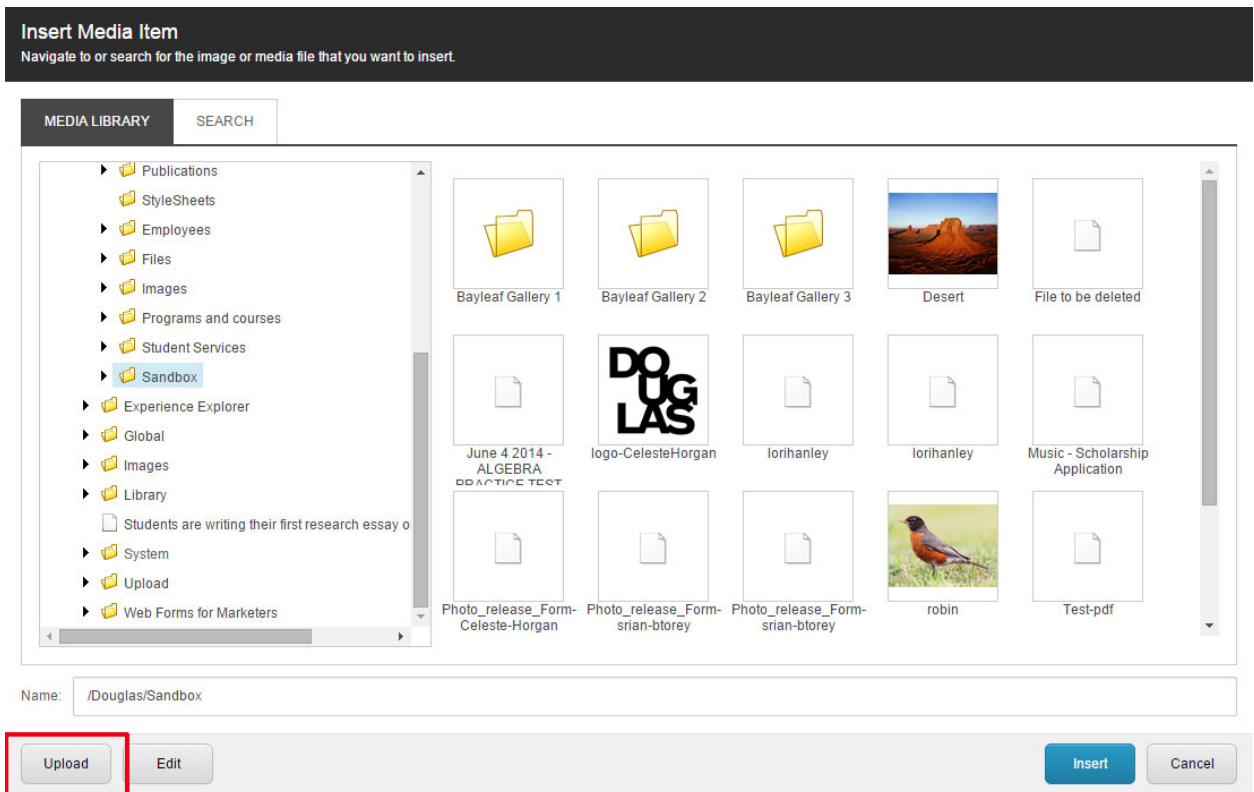 Insert Media Item
Navigate to or search for the image or media file that you want to insert.
MEDIA LIBRARY
SEARCH
Publications
StyleSheets
Employees
Files
Images
Programs and courses
Student Services
Sandbox
Experience Explorer
Global
Images
Library
Students are writing their first research essay o
System
Upload
Web Forms for Marketers
Bayleaf Gallery 1
Bayleaf Gallery 2
Bayleaf Gallery 3
Desert
File to be deleted
June 4 2014 -
ALGEBRA
PRACTICE TEST
DO
UG
LAS
logo-CelesteHorgan
lorihanley
lorihanley
Music - Scholarship
Application
Photo_release_Form-
Celeste-Horgan
Photo_release_Form-
srian-btorey
Photo_release_Form-
srian-btorey
robin
Test-pdf
Name:
/Douglas/Sandbox
Upload
Edit
Insert
Cancel